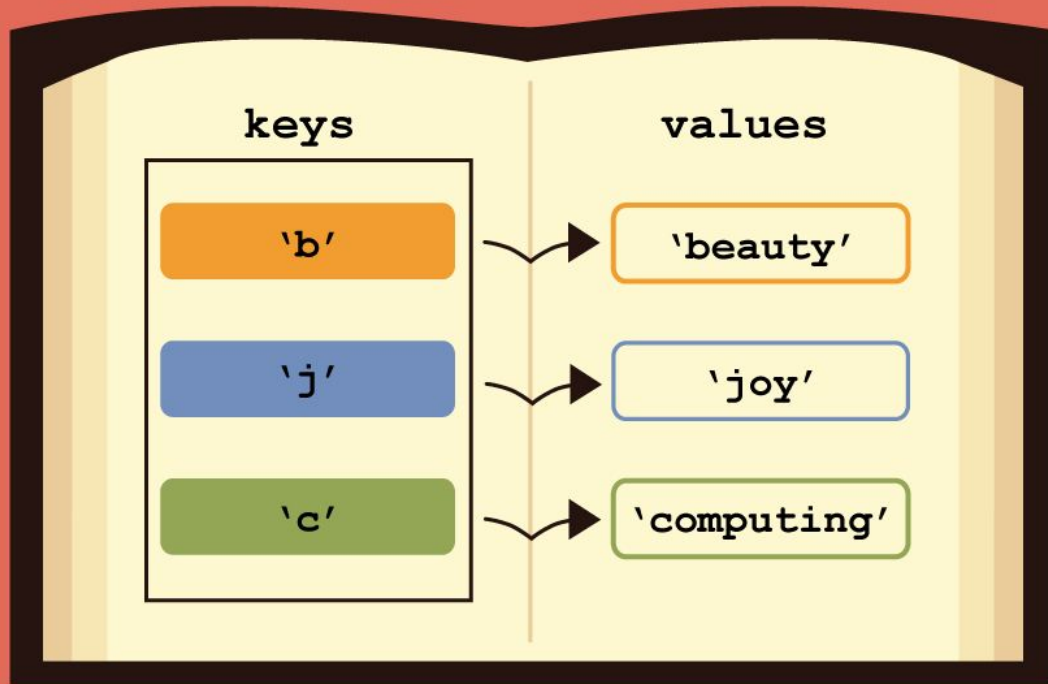 keys values
‘b’ ‘beauty’
‘j’ ‘joy’
‘c’ ‘computing’